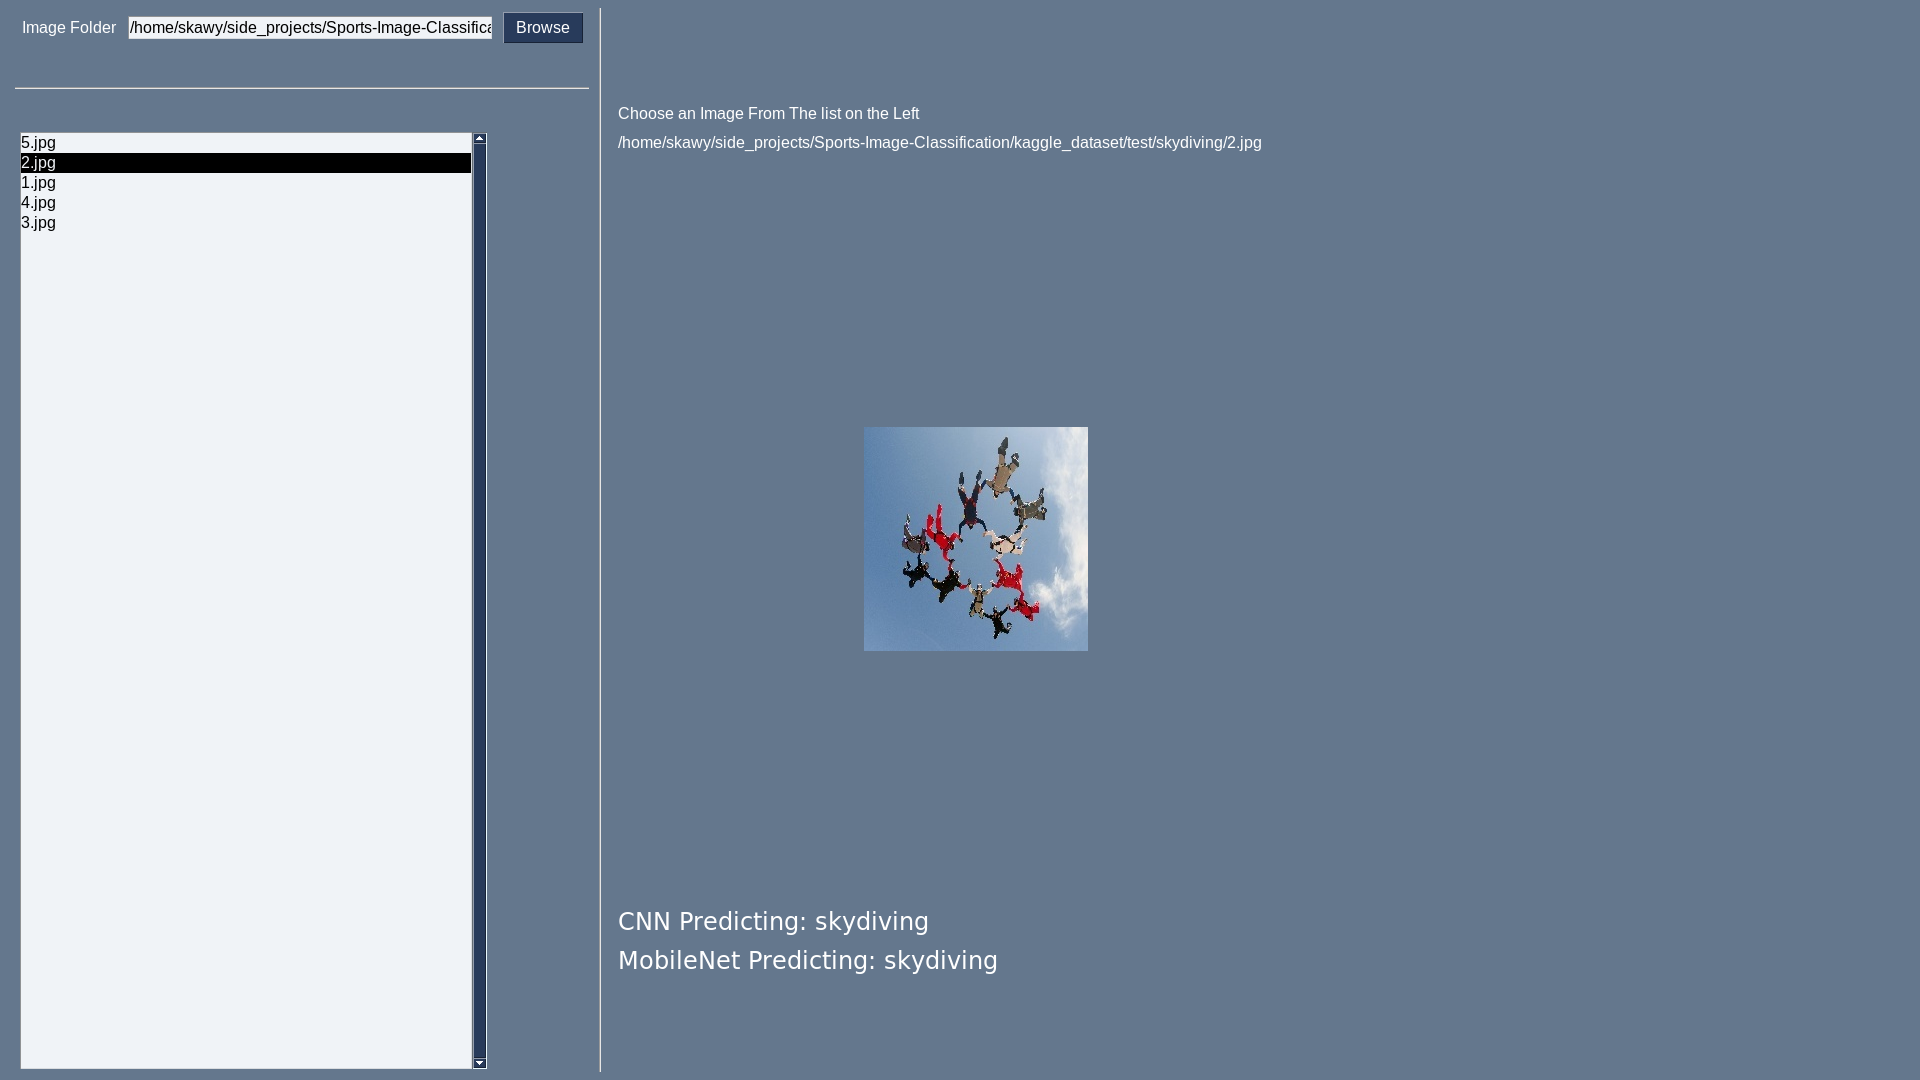 Image Folder /home/skawy/side_projects/Sports-Image-Classifica Browse
5.jpg
2.jpg
1.jpg
4.jpg
3.jpg
Choose an Image From The list on the Left
/home/skawy/side_projects/Sports-Image-Classification/kaggle_dataset/test/skydiving/2.jpg
CNN Predicting: skydiving
MobileNet Predicting: skydiving